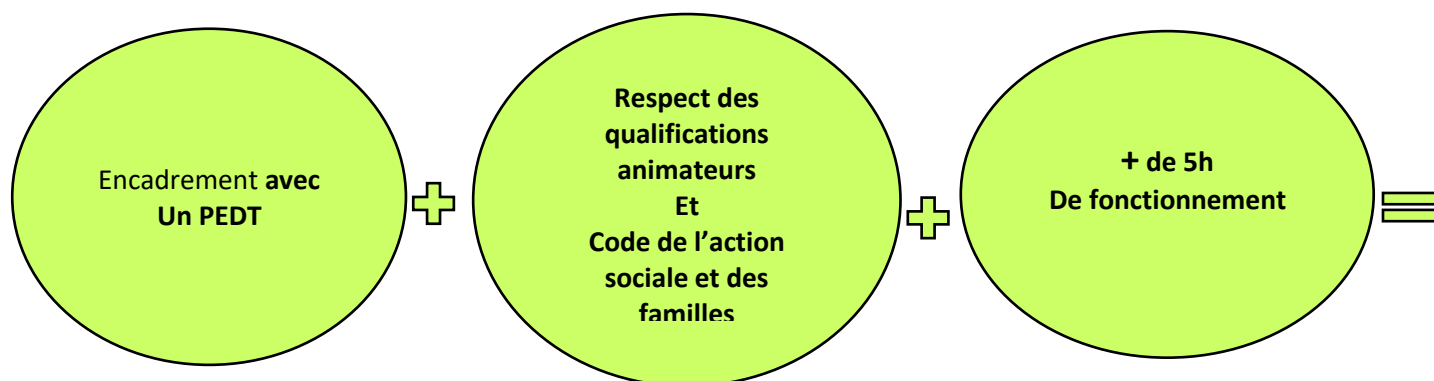 Encadrement avec
Un PEDT
Respect des
qualifications
animateurs
Et
Code de l’action
sociale et des
familles
+ de 5h
De fonctionnement